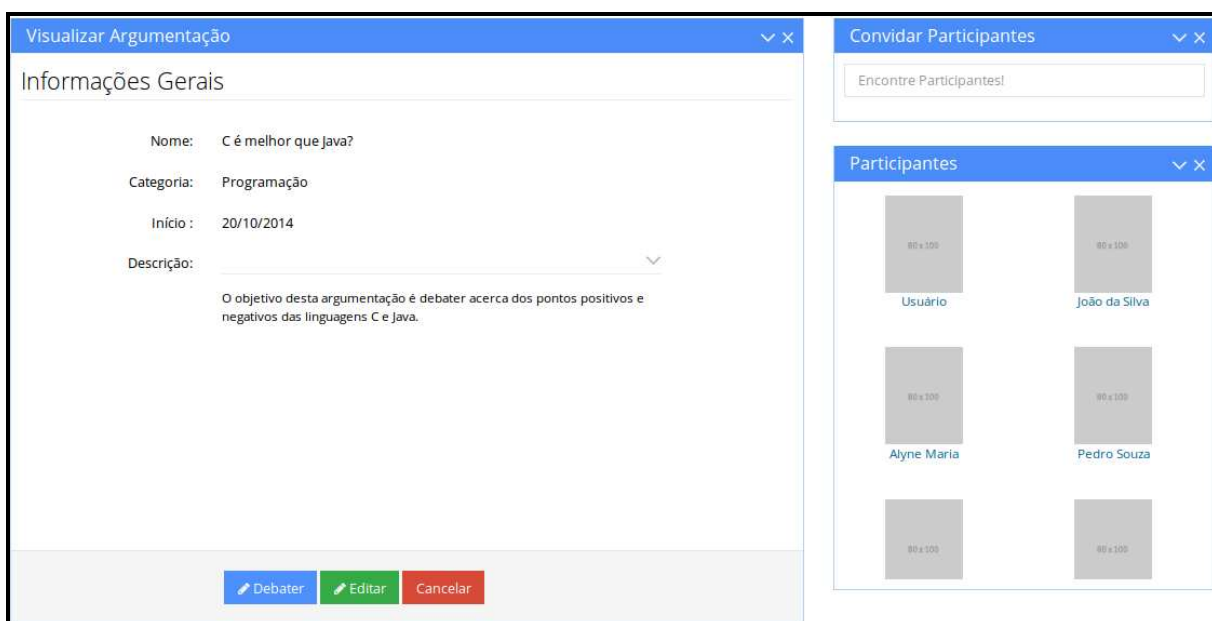 Visualizar Argumentação
Informações Gerais
Nome: C é melhor que Java?
Categoria: Programação
Início : 20/10/2014
Descrição:
O objetivo desta argumentação é debater acerca dos pontos positivos e
negativos das linguagens C e Java.
Debater Editar Cancelar
Convidar Participantes
Encontre Participantes!
Participantes
80 x 100 80 x 100
Usuário João da Silva
80 x 100 80 x 100
Alyne Maria Pedro Souza
80 x 100 80 x 100